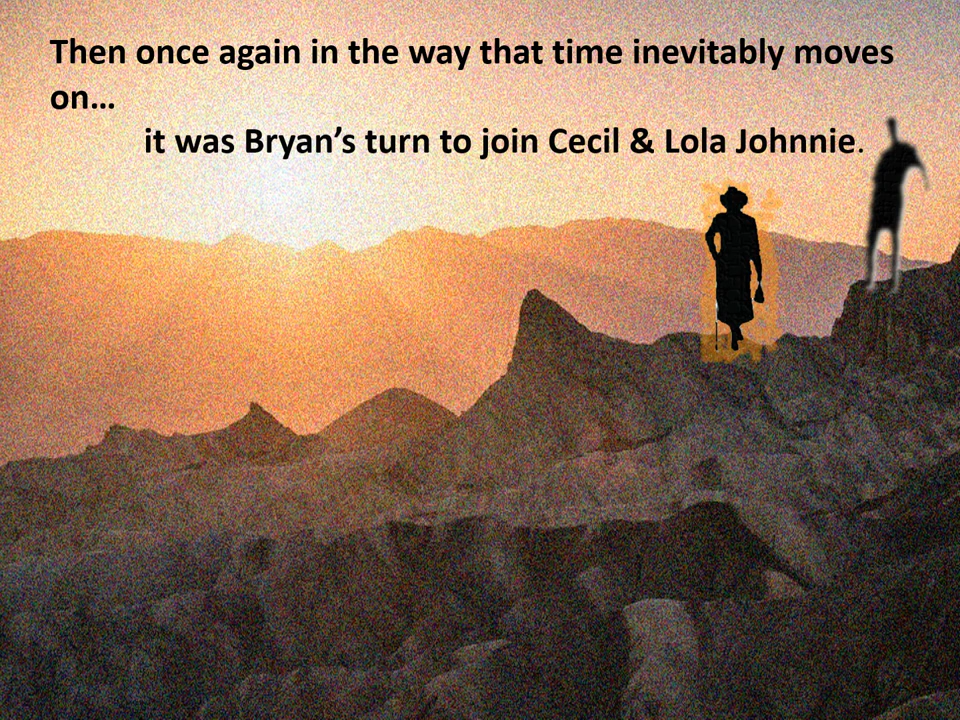 Then once again in the way that time inevitably moves
on…
it was Bryan’s turn to join Cecil & Lola Johnnie.